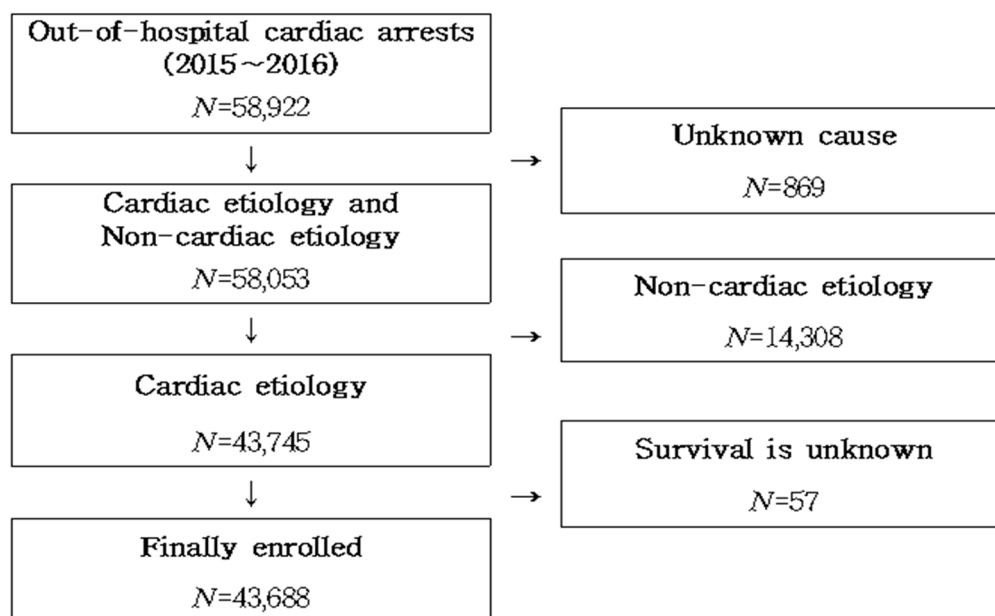 Out-of-hospital cardiac arrests
(2015~2016)
N=58,922
↓
→
Unknown cause
N=869
Cardiac etiology and
Non-cardiac etiology
N=58,053
↓
→
Non-cardiac etiology
N=14,308
Cardiac etiology
N=43,745
↓
→
Survival is unknown
N=57
Finally enrolled
N=43,688